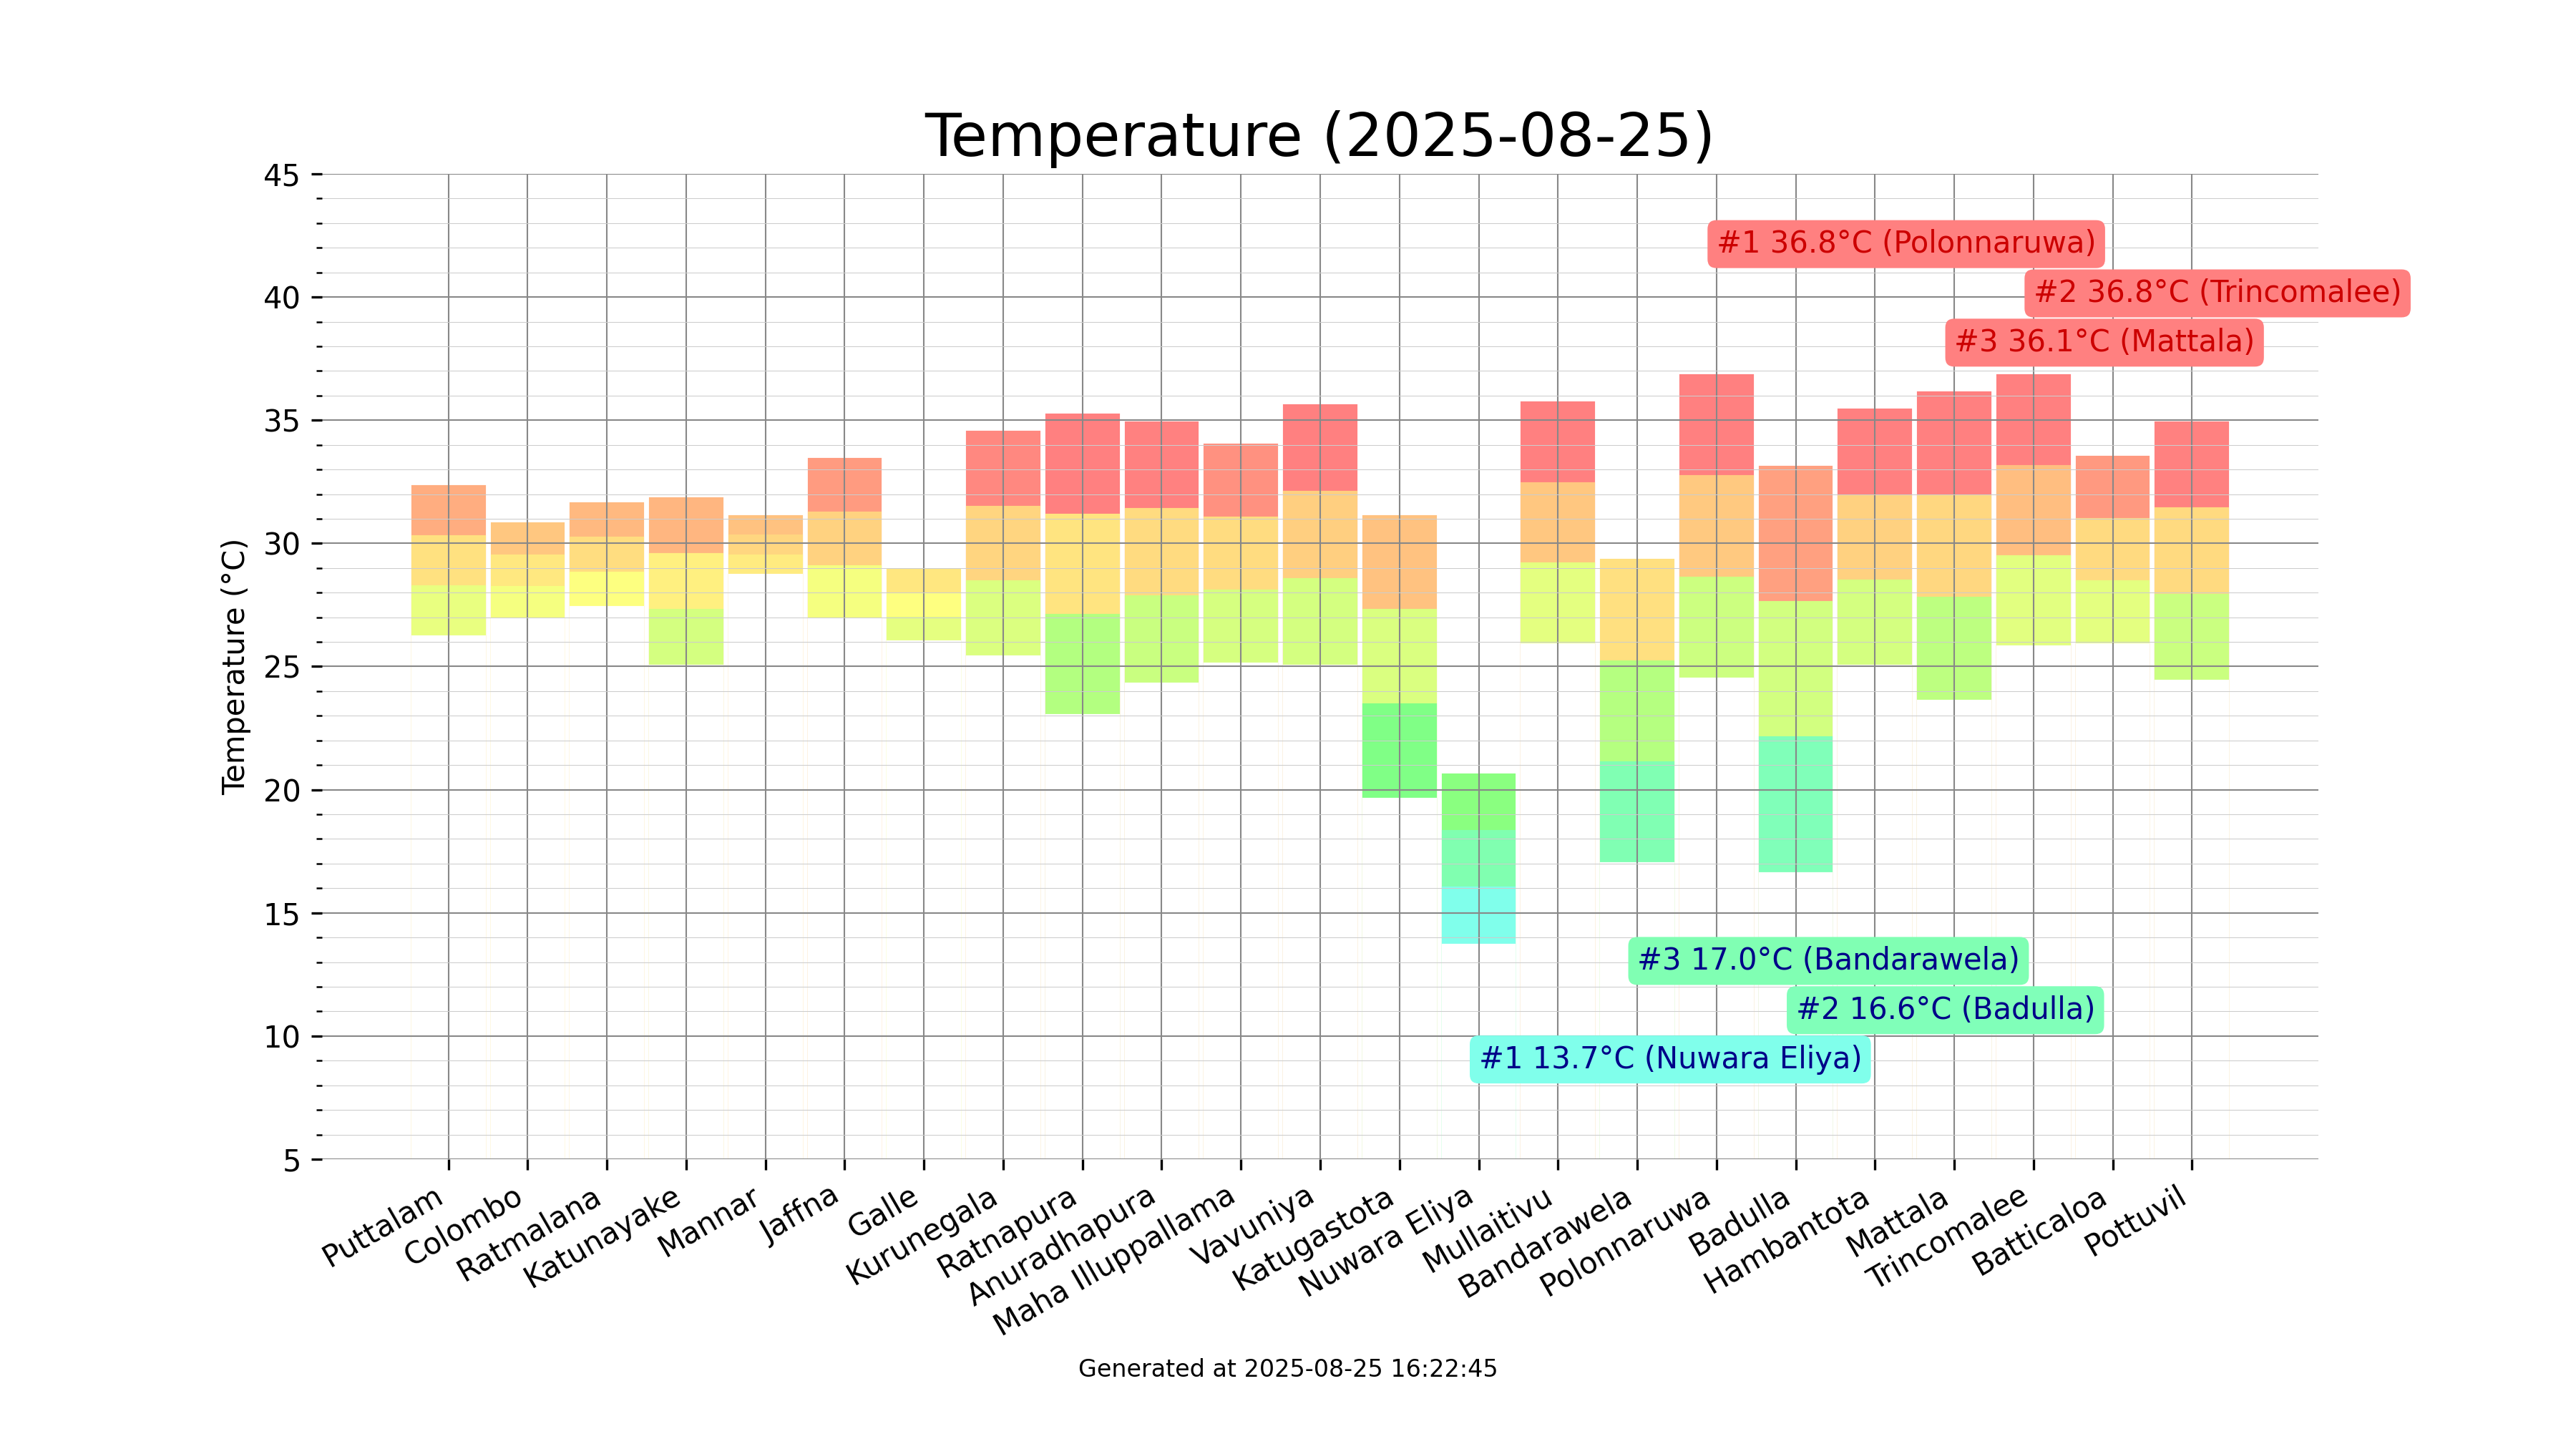 Temperature (2025-08-25)
45
40
35
30
25
20
15
10
5
Temperature (°C)
#1 36.8°C (Polonnaruwa)
#2 36.8°C (Trincomalee)
#3 36.1°C (Mattala)
#3 17.0°C (Bandarawela)
#2 16.6°C (Badulla)
#1 13.7°C (Nuwara Eliya)
Puttalam
Colombo
Ratmalana
Katunayake
Mannar
Jaffna
Galle
Kurunegala
Ratnapura
Anuradhapura
Maha Illuppallama
Vavuniya
Katugastota
Nuwara Eliya
Mullaitivu
Bandarawela
Polonnaruwa
Badulla
Hambantota
Mattala
Trincomalee
Batticaloa
Pottuvil
Generated at 2025-08-25 16:22:45